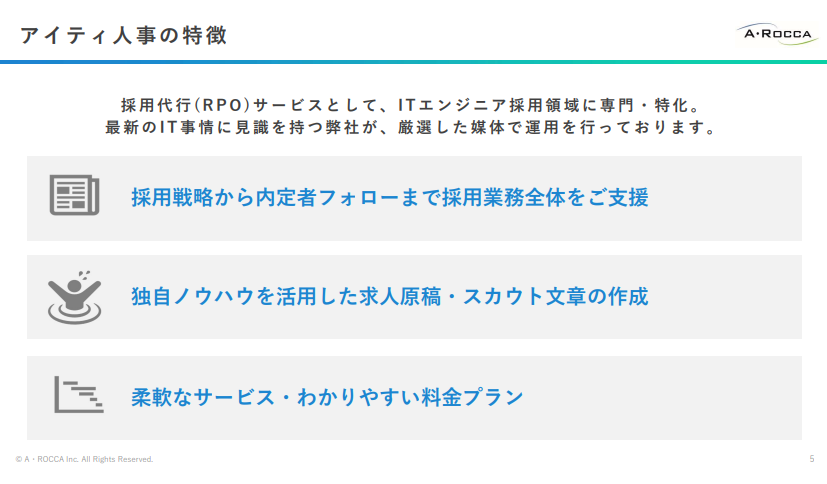 アイティ人事の特徴
A・ROCCA
採用代行(RPO)サービスとして、ITエンジニア採用領域に専門・特化。
最新のIT事情に見識を持つ弊社が、厳選した媒体で運用を行っております。
採用戦略から内定者フォローまで採用業務全体をご支援
独自ノウハウを活用した求人原稿・スカウト文章の作成
柔軟なサービス・わかりやすい料金プラン
© A・ROCCA Inc. All Rights Reserved.
5